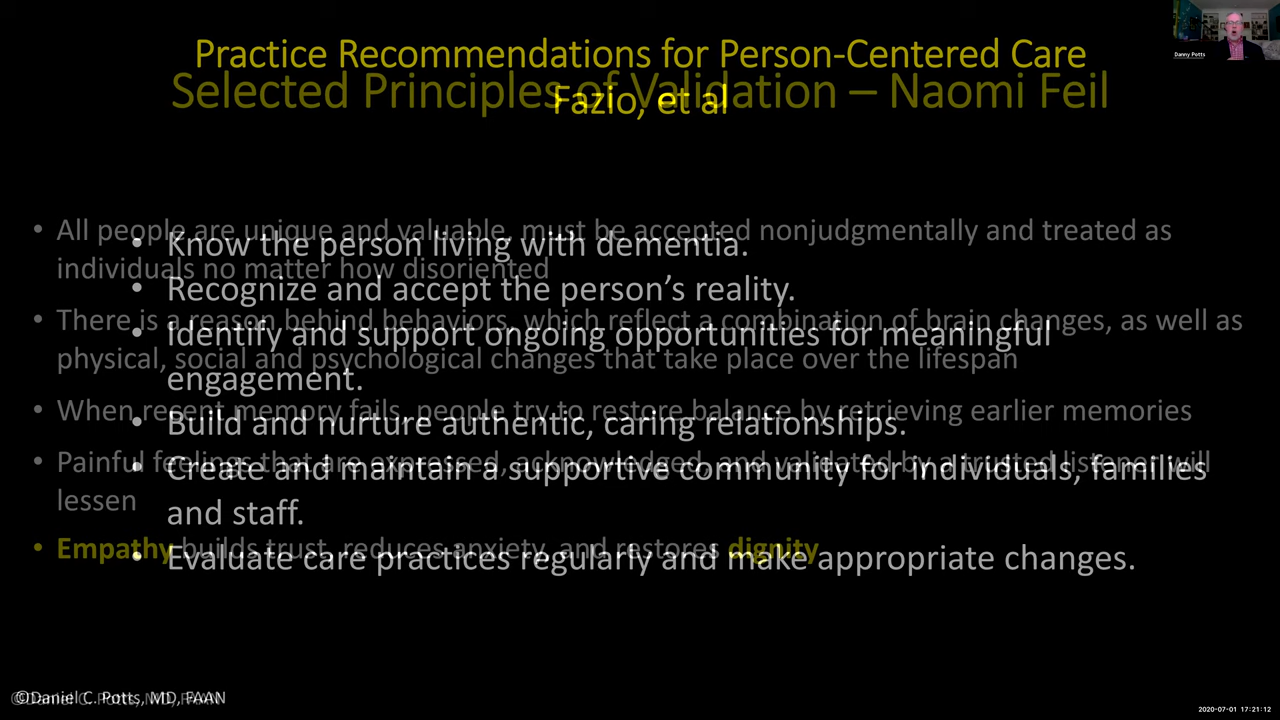 Practice Recommendations for Person-Centered Care
Fazio, et al
Selected Principles of Validation – Naomi Feil
Danny Potts
• Know the person living with dementia.
• Recognize and accept the person’s reality.
• Identify and support ongoing opportunities for meaningful
engagement.
• Build and nurture authentic, caring relationships.
• Create and maintain a supportive community for individuals, families
and staff.
• Evaluate care practices regularly and make appropriate changes.
• All people are unique and valuable, must be accepted nonjudgmentally and treated as
individuals no matter how disoriented
• There is a reason behind behaviors, which reflect a combination of brain changes, as well as
physical, social and psychological changes that take place over the lifespan
• When recent memory fails, people try to restore balance by retrieving earlier memories
• Painful feelings that are expressed, acknowledged, and validated by a trusted listener will
lessen
• Empathy builds trust, reduces anxiety, and restores dignity
©Daniel C. Potts, MD, FAAN
©Daniel C. Potts, MD, FAAN
2020-07-01 17:21:12